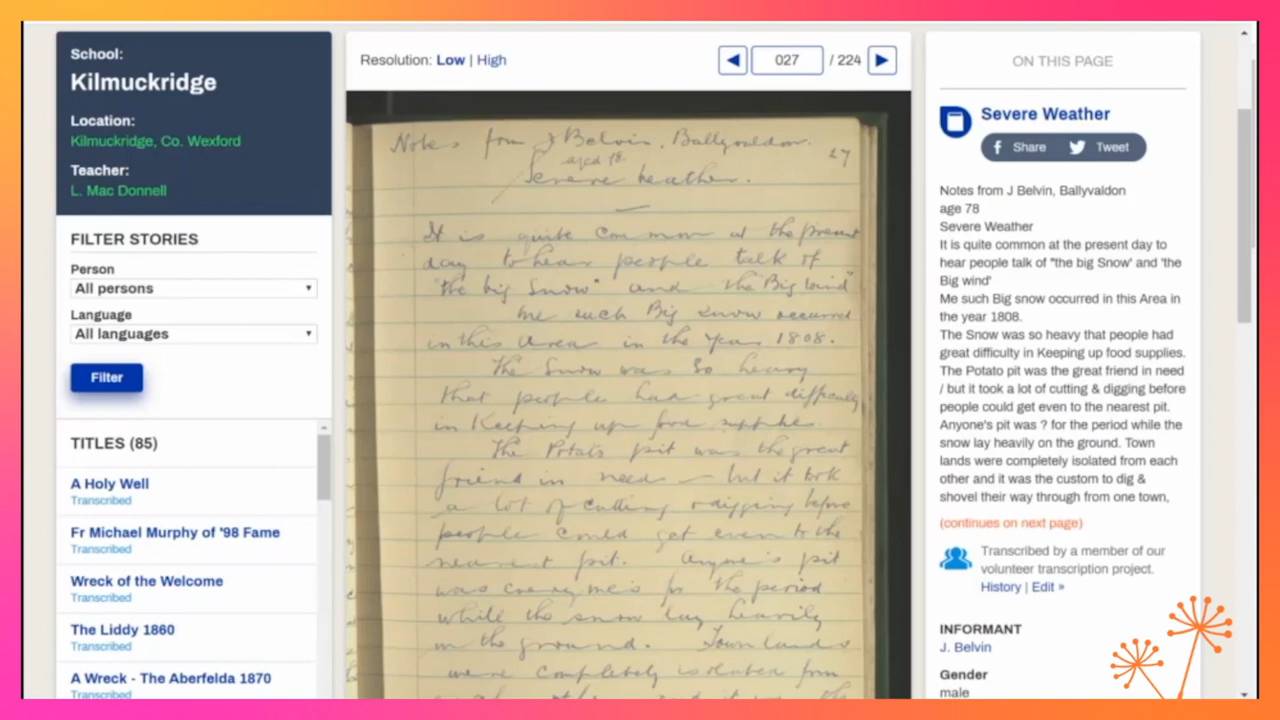 School:
Kilmuckridge
Location:
Kilmuckridge, Co. Wexford
Teacher:
L. Mac Donnell
FILTER STORIES
Person
All persons
Language
All languages
Filter
TITLES (85)
A Holy Well
Transcribed
Fr Michael Murphy of '98 Fame
Transcribed
Wreck of the Welcome
Transcribed
The Liddy 1860
Transcribed
A Wreck - The Aberfelda 1870
Transcribed
Resolution: Low | High
◀ 027 / 224 ▶
Notes from J Belvin, Ballyvaldon.
27
aged 78.
Severe Weather.
It is quite common at the present
day to hear people talk of
"the big Snow" and the "Big wind"
One such Big snow occurred
in this Area in the Year 1808.
The Snow was so heavy
that people had great difficulty
in Keeping up food supplies.
The Potato pit was the great
friend in need – but it took
a lot of cutting & digging before
people could get even to the
nearest pit. Anyone's pit
was everyone's for the period
while the snow lay heavily
on the ground. Town lands
were completely isolated from
ON THIS PAGE
Severe Weather
Share
Tweet
Notes from J Belvin, Ballyvaldon
age 78
Severe Weather
It is quite common at the present day to
hear people talk of "the big Snow' and 'the
Big wind'
Me such Big snow occurred in this Area in
the year 1808.
The Snow was so heavy that people had
great difficulty in Keeping up food supplies.
The Potato pit was the great friend in need
/ but it took a lot of cutting & digging before
people could get even to the nearest pit.
Anyone's pit was ? for the period while the
snow lay heavily on the ground. Town
lands were completely isolated from each
other and it was the custom to dig &
shovel their way through from one town,
(continues on next page)
Transcribed by a member of our
volunteer transcription project.
History | Edit »
INFORMANT
J. Belvin
Gender
male